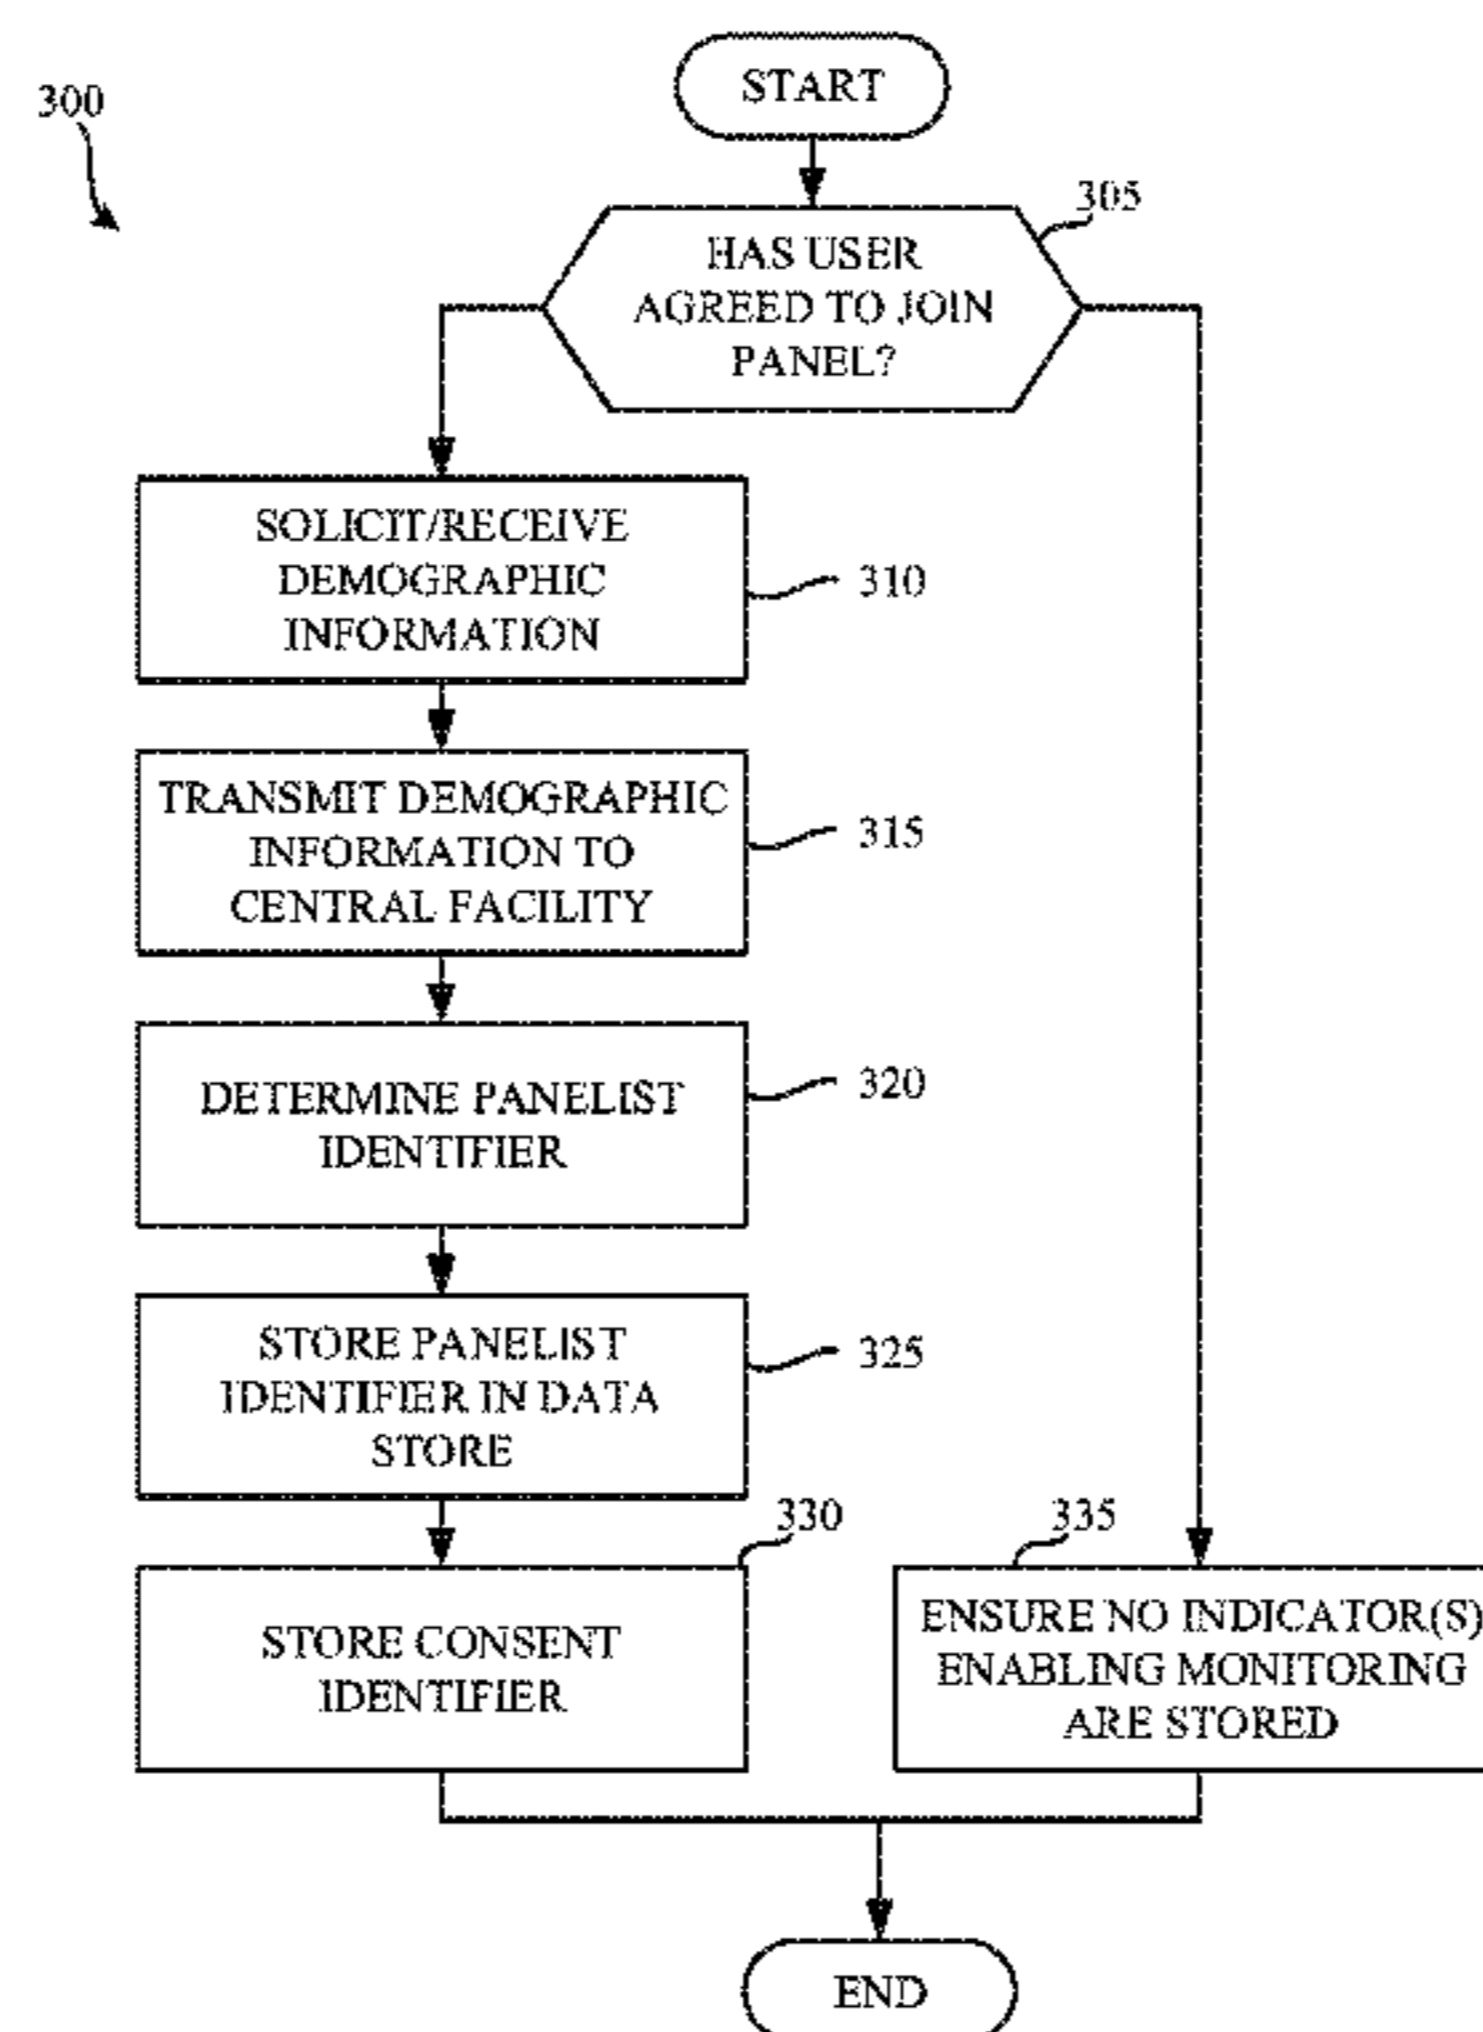 START
300
305
HAS USER
AGREED TO JOIN
PANEL?
SOLICIT/RECEIVE
DEMOGRAPHIC
INFORMATION
310
TRANSMIT DEMOGRAPHIC
INFORMATION TO
CENTRAL FACILITY
315
DETERMINE PANELIST
IDENTIFIER
320
STORE PANELIST
IDENTIFIER IN DATA
STORE
325
330
STORE CONSENT
IDENTIFIER
335
ENSURE NO INDICATOR(S)
ENABLING MONITORING
ARE STORED
END